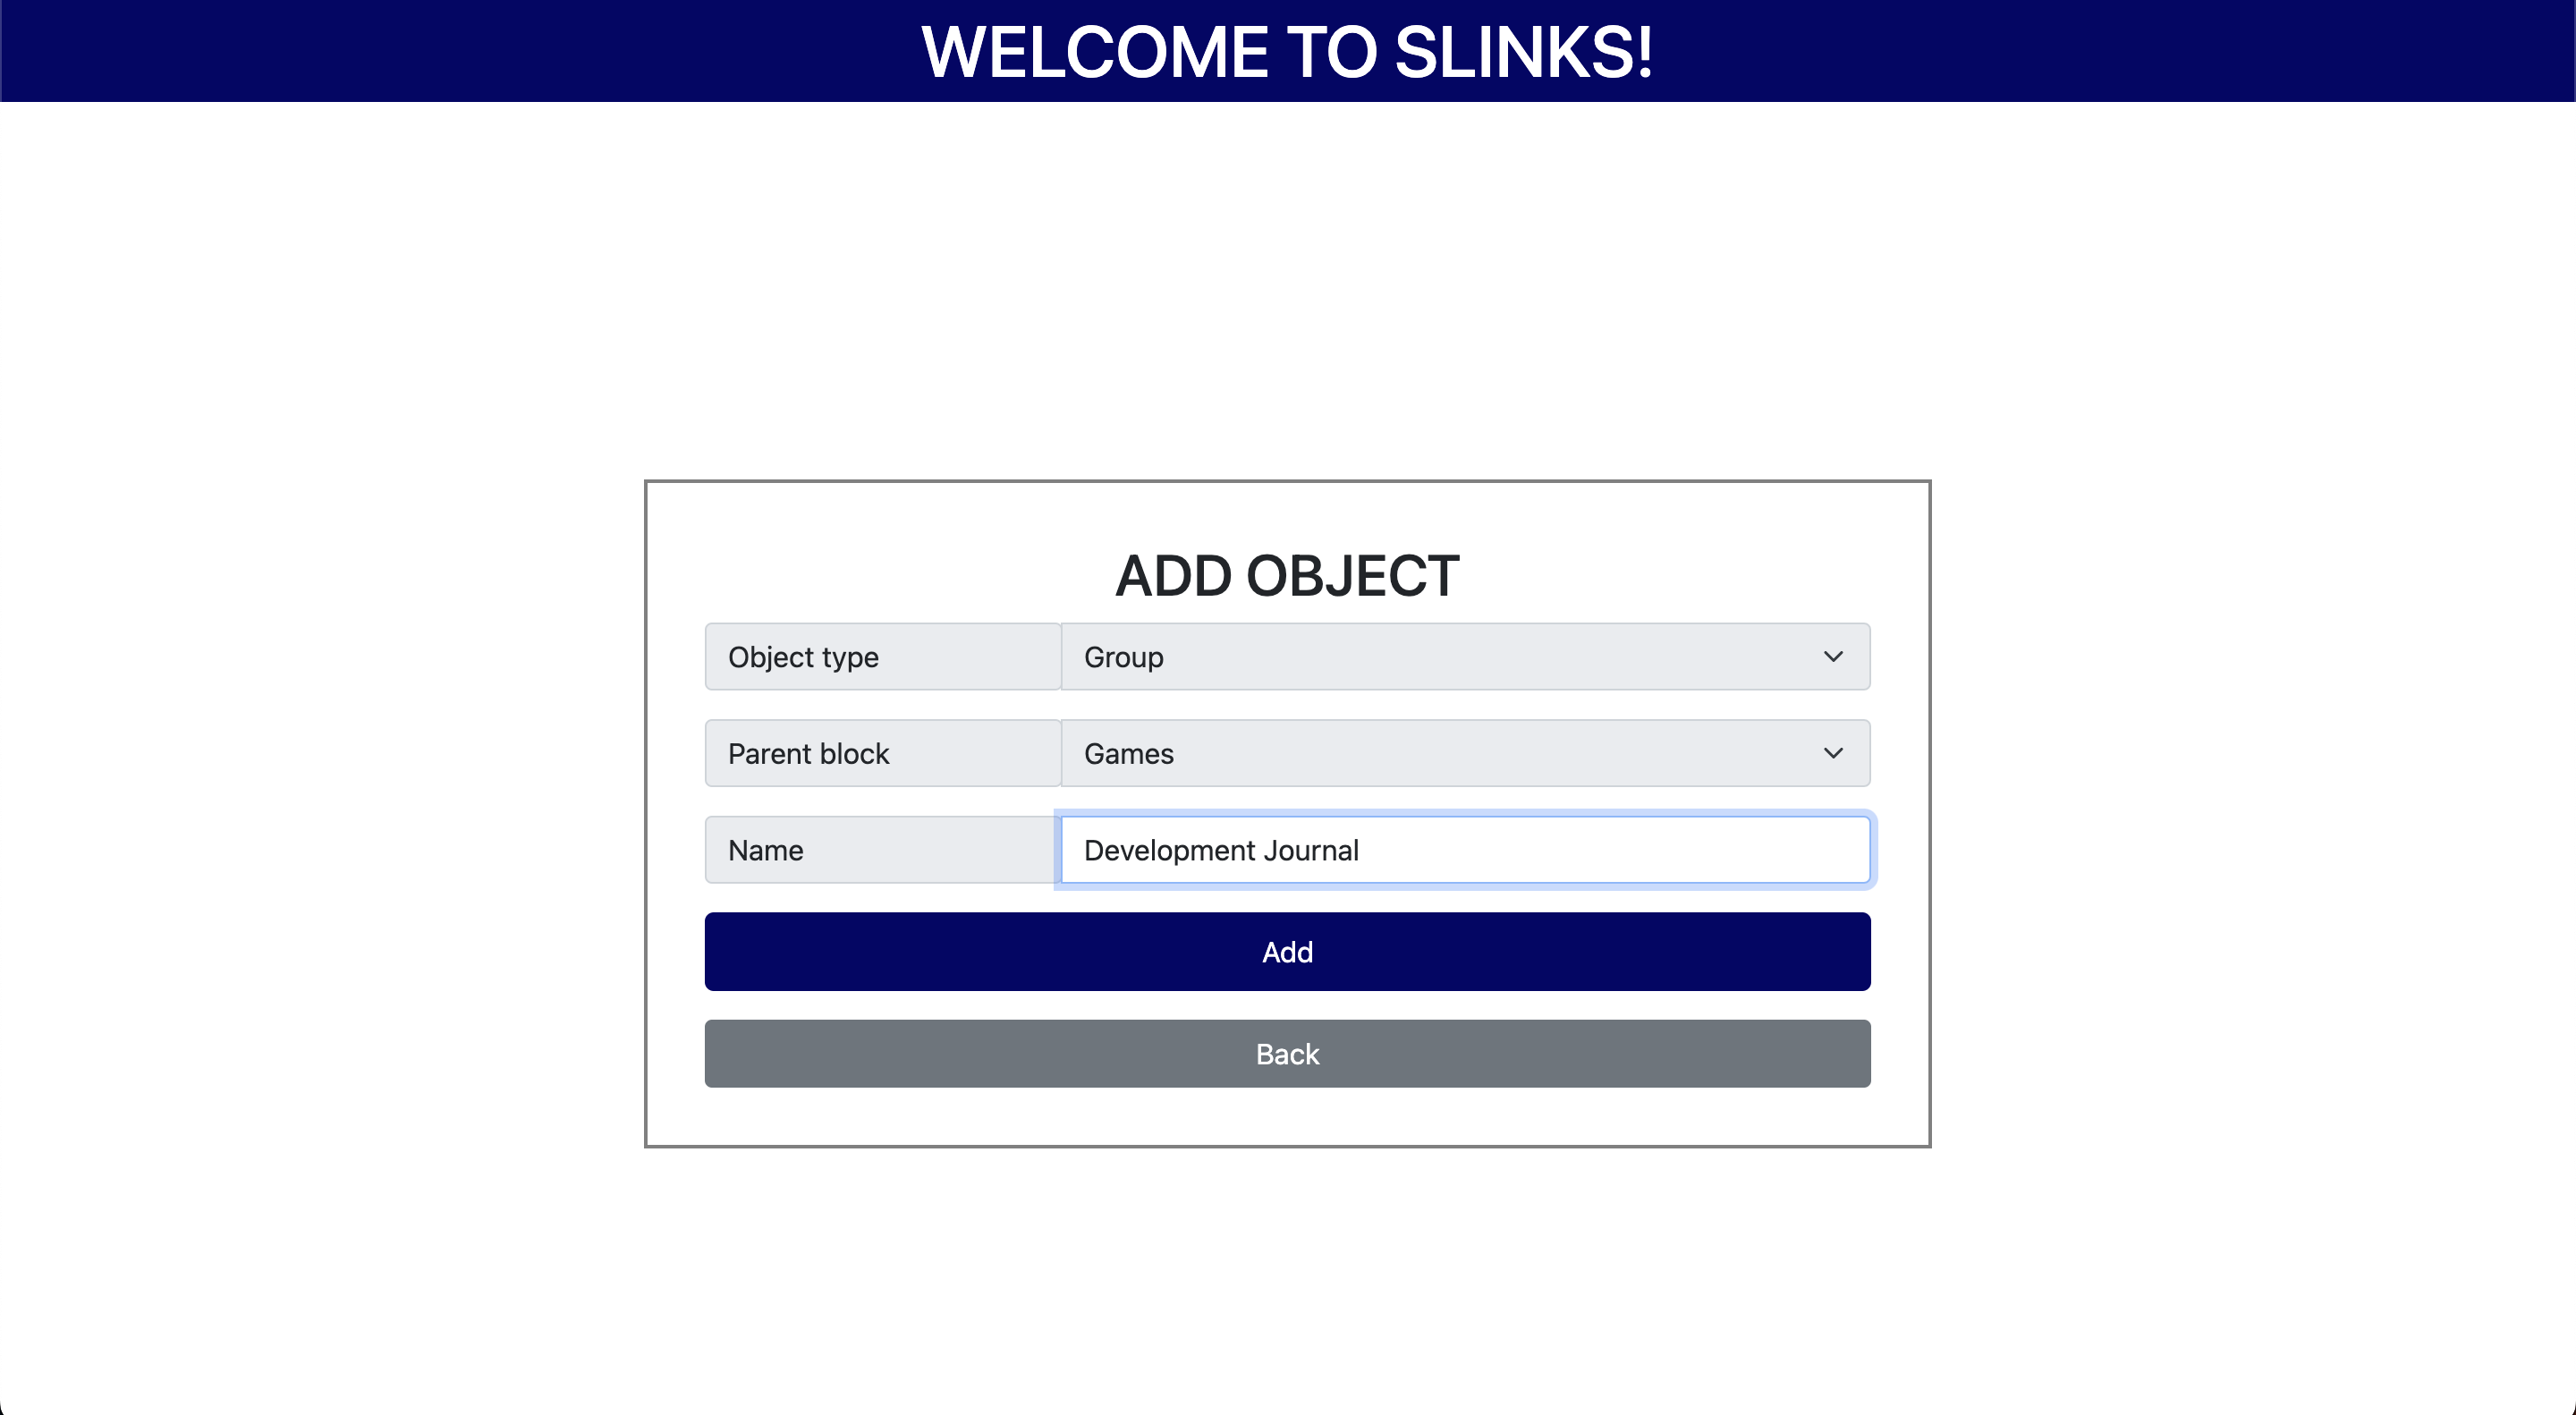 WELCOME TO SLINKS!
ADD OBJECT
Object type Group
Parent block Games
Name Development Journal
Add
Back